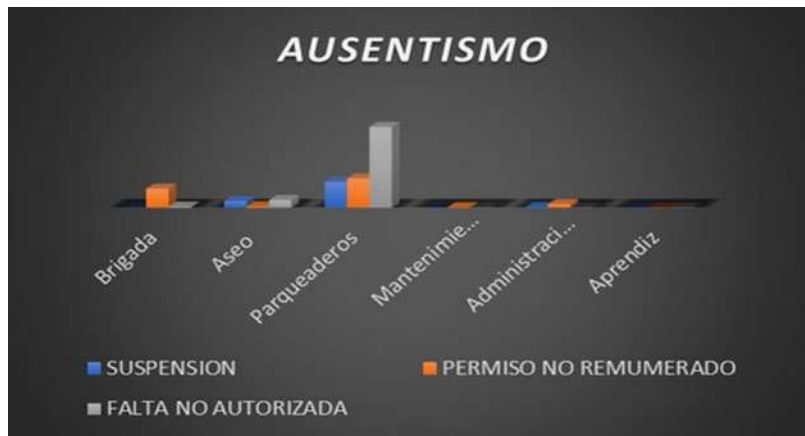 AUSENTISMO
Brigada
Aseo
Parqueaderos
Mantenimie...
Administraci...
Aprendiz
SUSPENSION
PERMISO NO REMUMERADO
FALTA NO AUTORIZADA